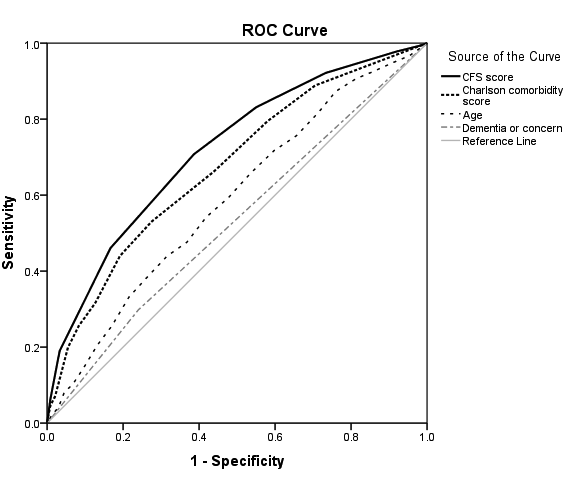 ROC Curve
Source of the Curve
CFS score
Charlson comorbidity
score
Age
Dementia or concern
Reference Line
Sensitivity
1.0
0.8
0.6
0.4
0.2
0.0
0.0 0.2 0.4 0.6 0.8 1.0
1 - Specificity